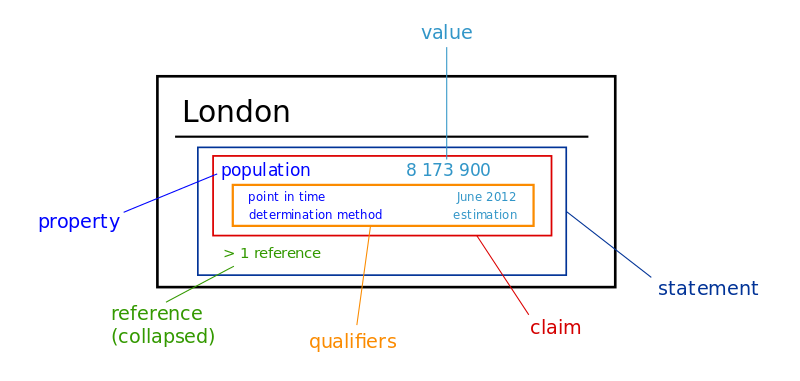 value
London
population 8 173 900
point in time June 2012
determination method estimation
property
> 1 reference
statement
reference
(collapsed)
qualifiers
claim